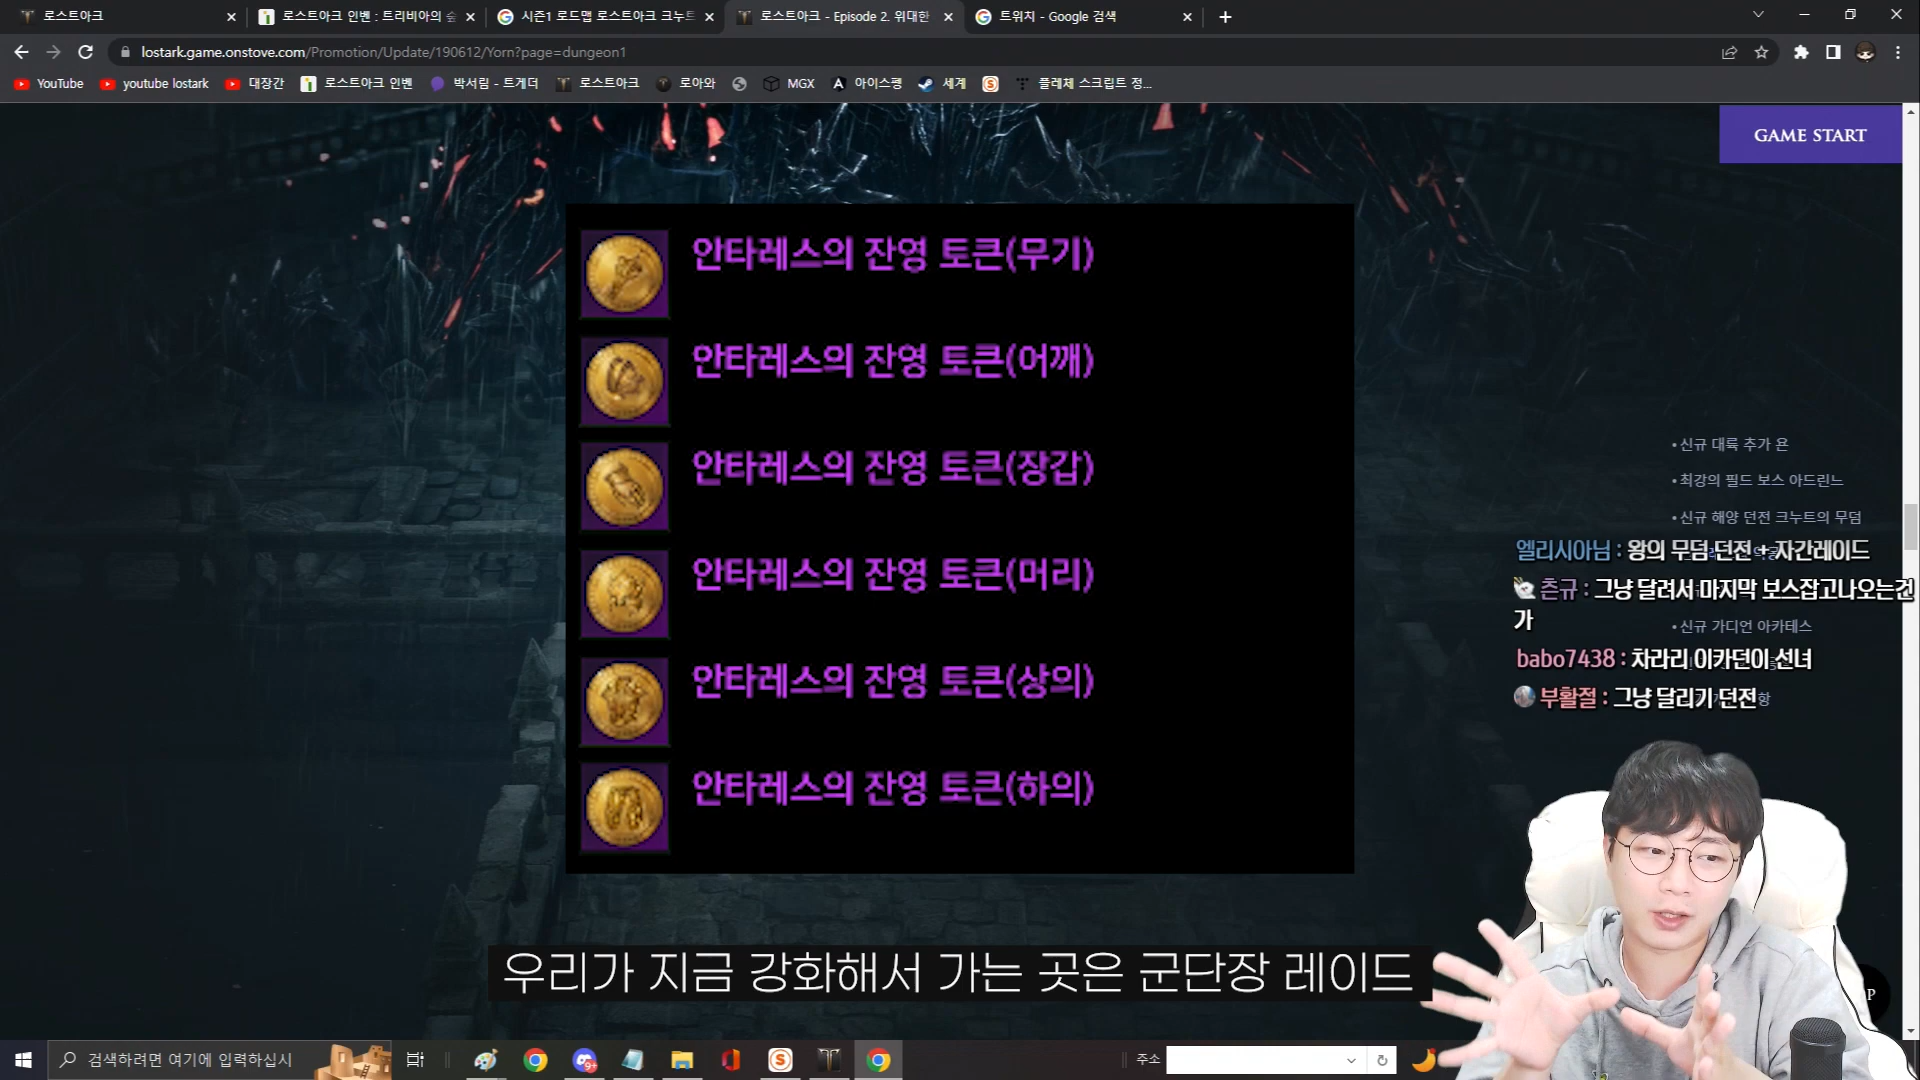 로스트아크
로스트아크 인벤 : 트리비아의 숲
시즌1 로드맵 로스트아크 크누트
로스트아크 - Episode 2. 위대한
트위치 - Google 검색
lostark.game.onstove.com/Promotion/Update/190612/Yorn?page=dungeon1
YouTube
youtube lostark
대장간
로스트아크 인벤
박서림 - 트게더
로스트아크
로아와
MGX
아이스펭
세계
플레체 스크립트 정...
GAME START
안타레스의 잔영 토큰(무기)
안타레스의 잔영 토큰(어깨)
안타레스의 잔영 토큰(장갑)
안타레스의 잔영 토큰(머리)
안타레스의 잔영 토큰(상의)
안타레스의 잔영 토큰(하의)
• 신규 대륙 추가 욘
• 최강의 필드 보스 아드린느
• 신규 해양 던전 크누트의 무덤
엘리시아님 : 왕의 무덤 던전 + 자간레이드
츤규 : 그냥 달려서 마지막 보스잡고나오는건
가
• 신규 가디언 아카테스
babo7438 : 차라리 이카던이 선녀
부활절 : 그냥 달리기 던전
우리가 지금 강화해서 가는 곳은 군단장 레이드
검색하려면 여기에 입력하십시
9+
주소